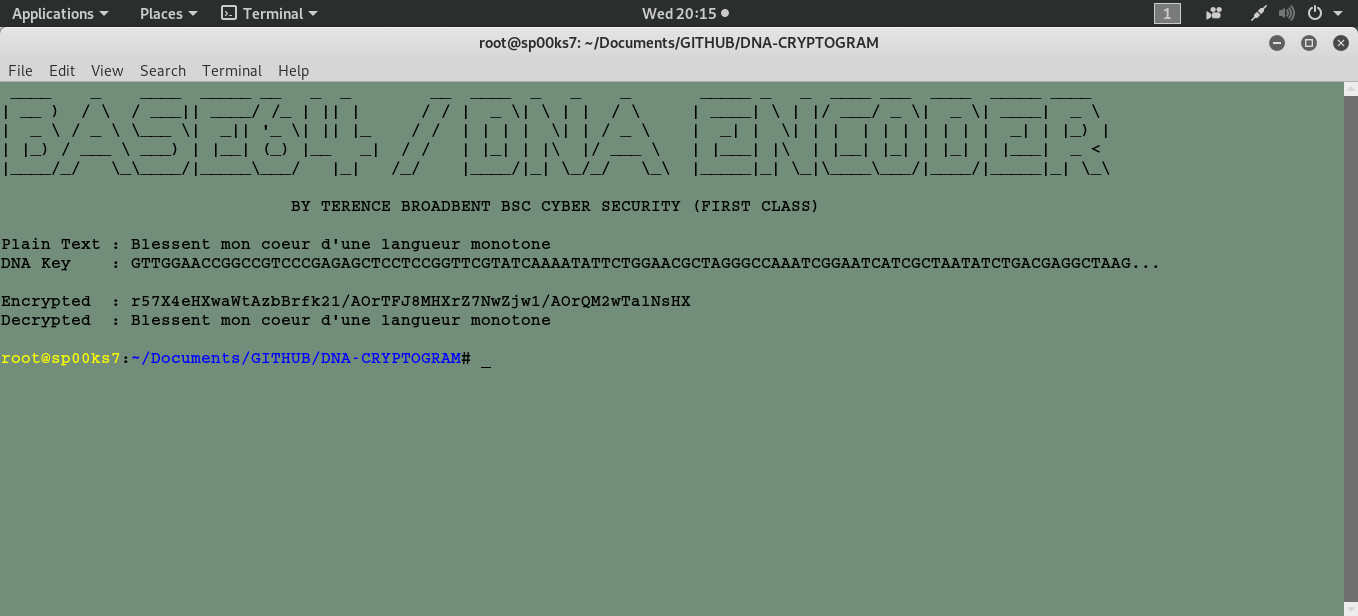 Applications Places Terminal Wed 20:15 1
root@sp00ks7: ~/Documents/GITHUB/DNA-CRYPTOGRAM
File Edit View Search Terminal Help
BASE64 / DNA ENCODER
BY TERENCE BROADBENT BSC CYBER SECURITY (FIRST CLASS)
Plain Text : Blessent mon coeur d'une langueur monotone
DNA Key : GTTGGAACCGGCCGTCCCGAGAGCTCCTCCGGTTCGTATCAAAATATTCTGGAACGCTAGGGCCAAATCGGAATCATCGCTAATATCTGACGAGGCTAAG...
Encrypted : r57X4eHXwaWtAzbBrfk21/AOrTFJ8MHXrZ7NwZjw1/AOrQM2wTalNsHX
Decrypted : Blessent mon coeur d'une langueur monotone
root@sp00ks7:~/Documents/GITHUB/DNA-CRYPTOGRAM# _